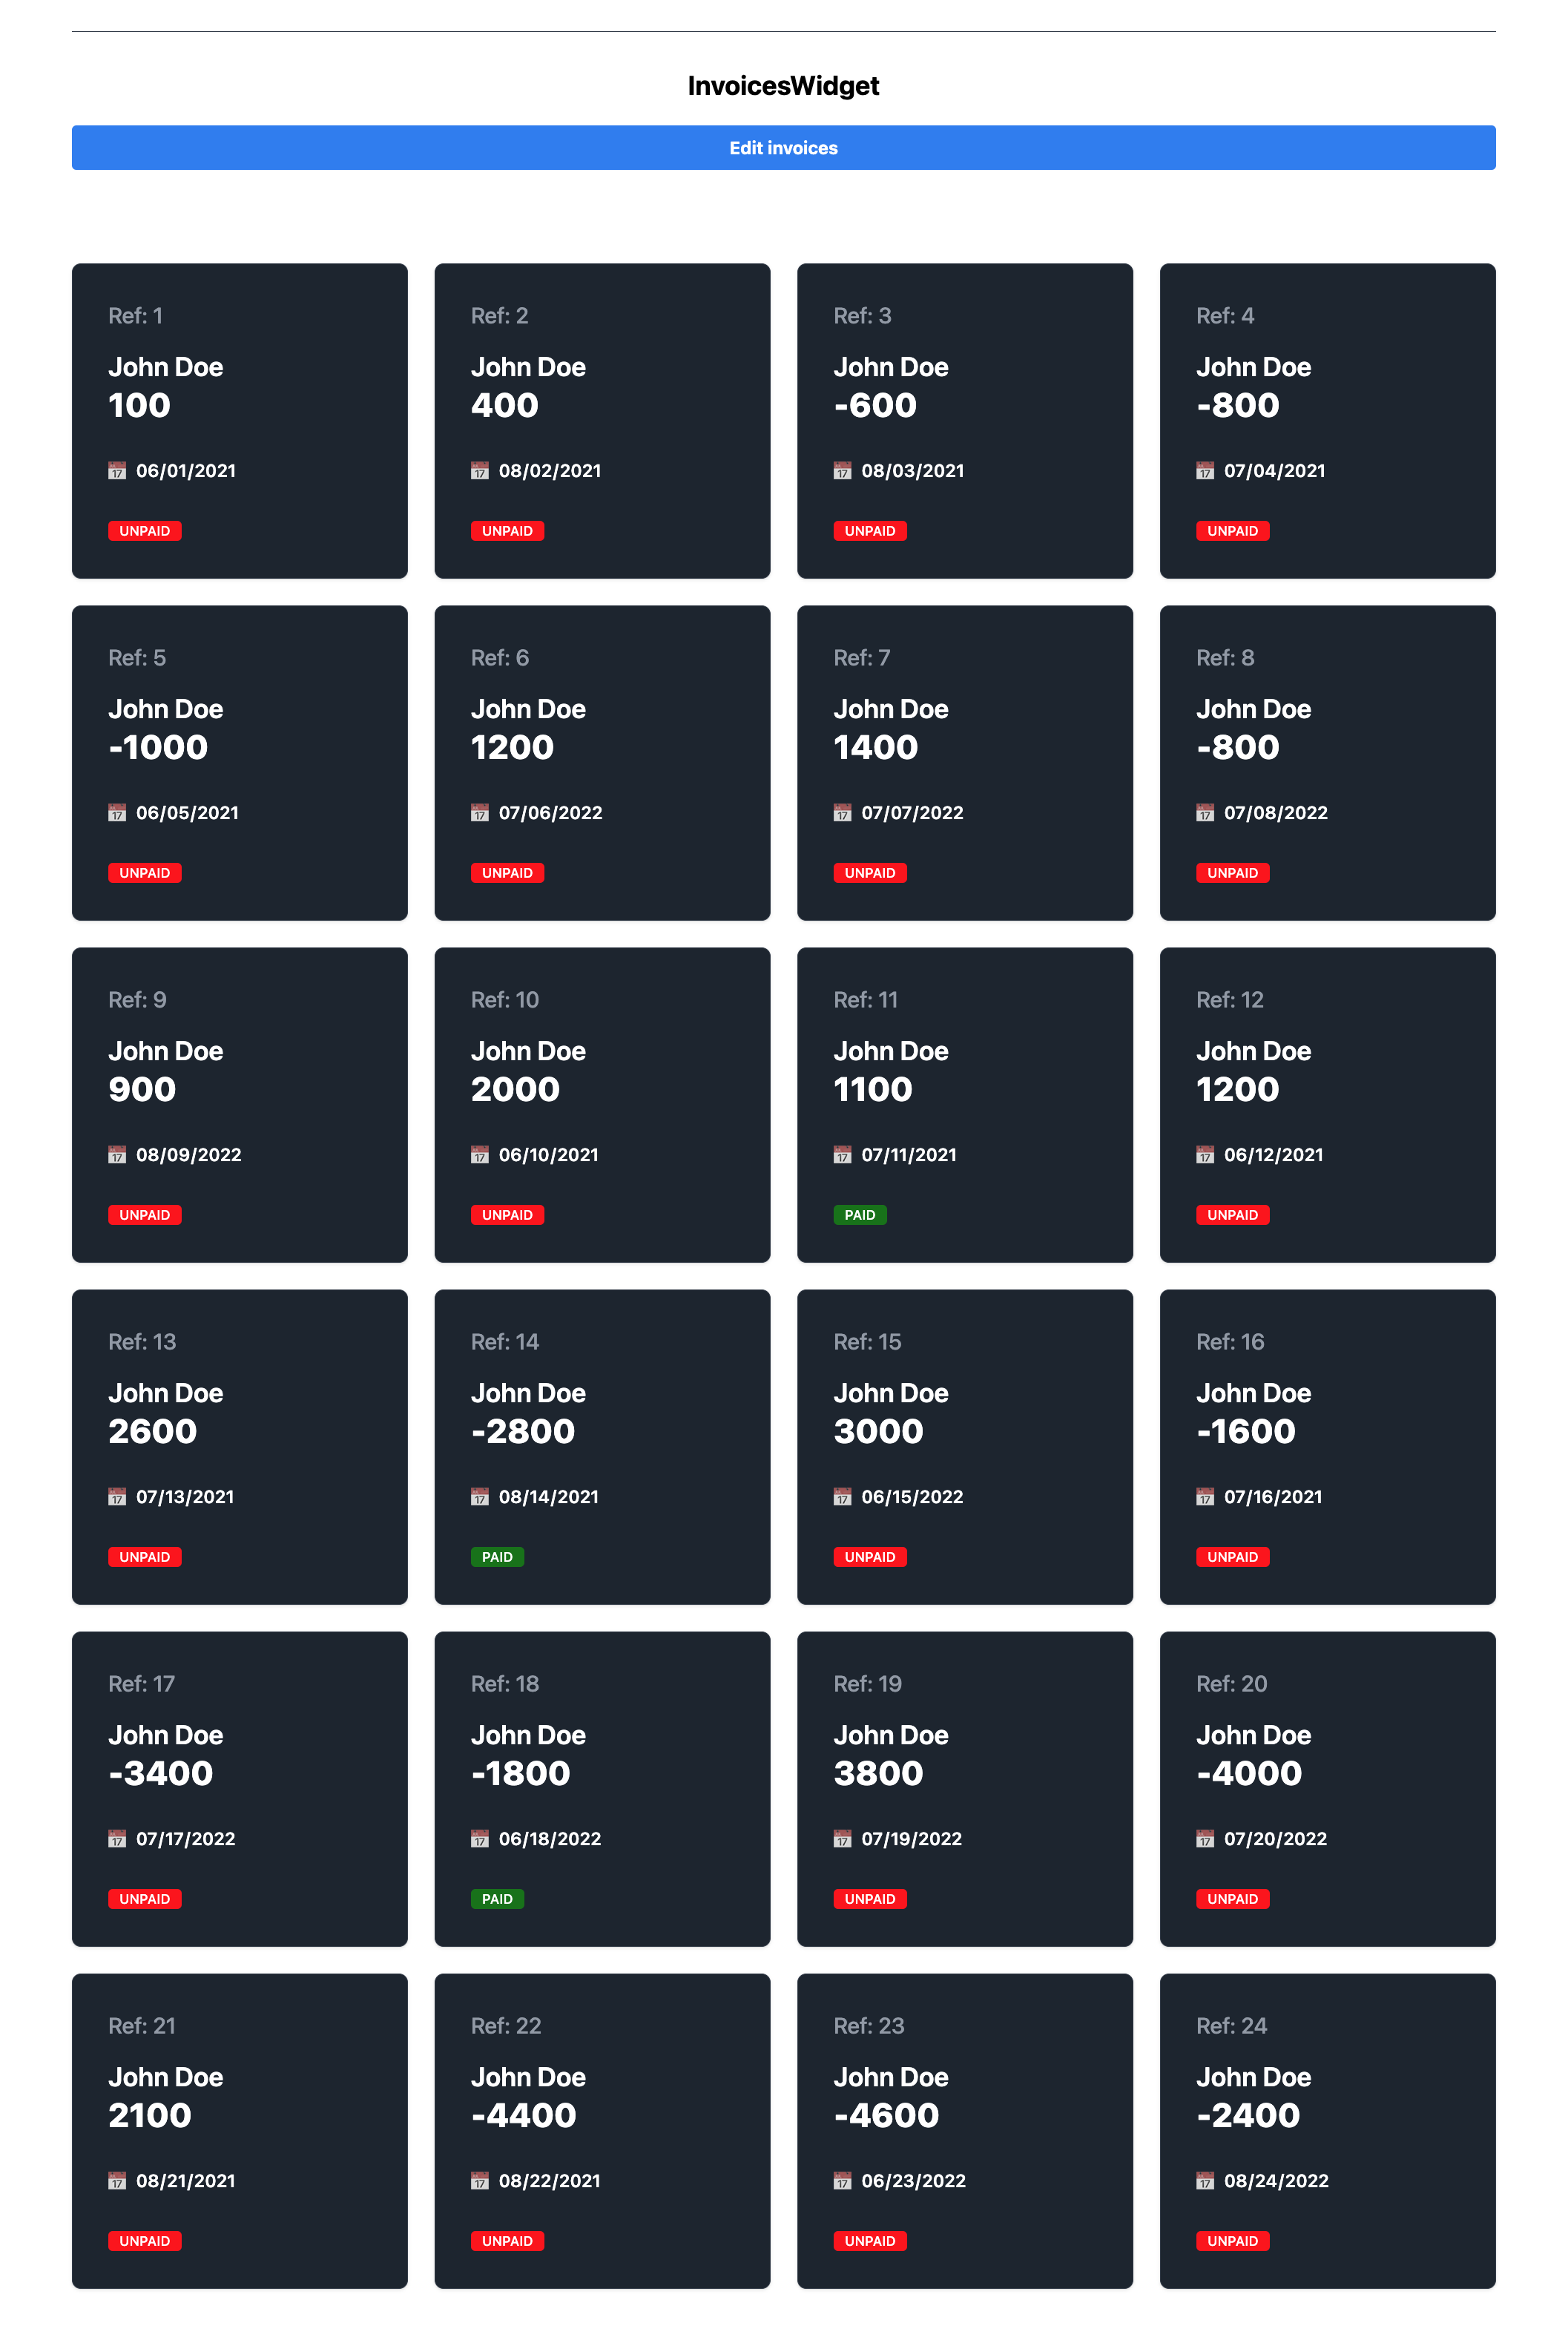 InvoicesWidget
Edit invoices
Ref: 1
John Doe
100
📅 06/01/2021
UNPAID
Ref: 2
John Doe
400
📅 08/02/2021
UNPAID
Ref: 3
John Doe
-600
📅 08/03/2021
UNPAID
Ref: 4
John Doe
-800
📅 07/04/2021
UNPAID
Ref: 5
John Doe
-1000
📅 06/05/2021
UNPAID
Ref: 6
John Doe
1200
📅 07/06/2022
UNPAID
Ref: 7
John Doe
1400
📅 07/07/2022
UNPAID
Ref: 8
John Doe
-800
📅 07/08/2022
UNPAID
Ref: 9
John Doe
900
📅 08/09/2022
UNPAID
Ref: 10
John Doe
2000
📅 06/10/2021
UNPAID
Ref: 11
John Doe
1100
📅 07/11/2021
PAID
Ref: 12
John Doe
1200
📅 06/12/2021
UNPAID
Ref: 13
John Doe
2600
📅 07/13/2021
UNPAID
Ref: 14
John Doe
-2800
📅 08/14/2021
PAID
Ref: 15
John Doe
3000
📅 06/15/2022
UNPAID
Ref: 16
John Doe
-1600
📅 07/16/2021
UNPAID
Ref: 17
John Doe
-3400
📅 07/17/2022
UNPAID
Ref: 18
John Doe
-1800
📅 06/18/2022
PAID
Ref: 19
John Doe
3800
📅 07/19/2022
UNPAID
Ref: 20
John Doe
-4000
📅 07/20/2022
UNPAID
Ref: 21
John Doe
2100
📅 08/21/2021
UNPAID
Ref: 22
John Doe
-4400
📅 08/22/2021
UNPAID
Ref: 23
John Doe
-4600
📅 06/23/2022
UNPAID
Ref: 24
John Doe
-2400
📅 08/24/2022
UNPAID